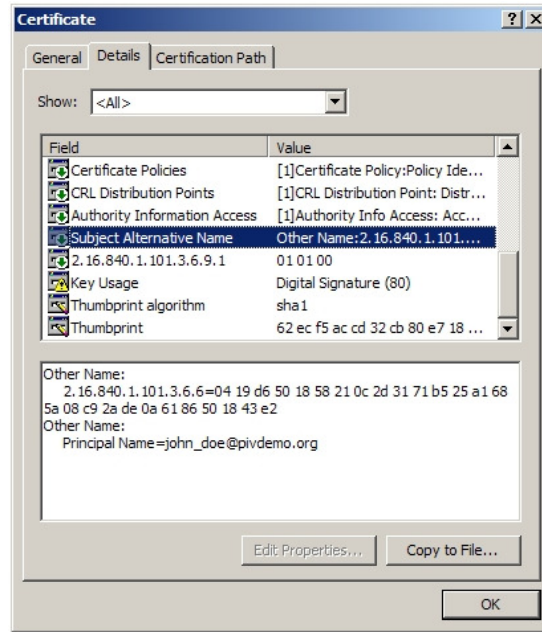 Certificate
General Details Certification Path
Show: <All>
Field Value
Certificate Policies [1]Certificate Policy:Policy Ide...
CRL Distribution Points [1]CRL Distribution Point: Distr...
Authority Information Access [1]Authority Info Access: Acc...
Subject Alternative Name Other Name:2.16.840.1.101....
2.16.840.1.101.3.6.9.1 01 01 00
Key Usage Digital Signature (80)
Thumbprint algorithm sha1
Thumbprint 62 ec f5 ac cd 32 cb 80 e7 18 ...
Other Name:
2.16.840.1.101.3.6.6=04 19 d6 50 18 58 21 0c 2d 31 71 b5 25 a1 68
5a 08 c9 2a de 0a 61 86 50 18 43 e2
Other Name:
Principal Name=john_doe@pivdemo.org
Edit Properties... Copy to File...
OK